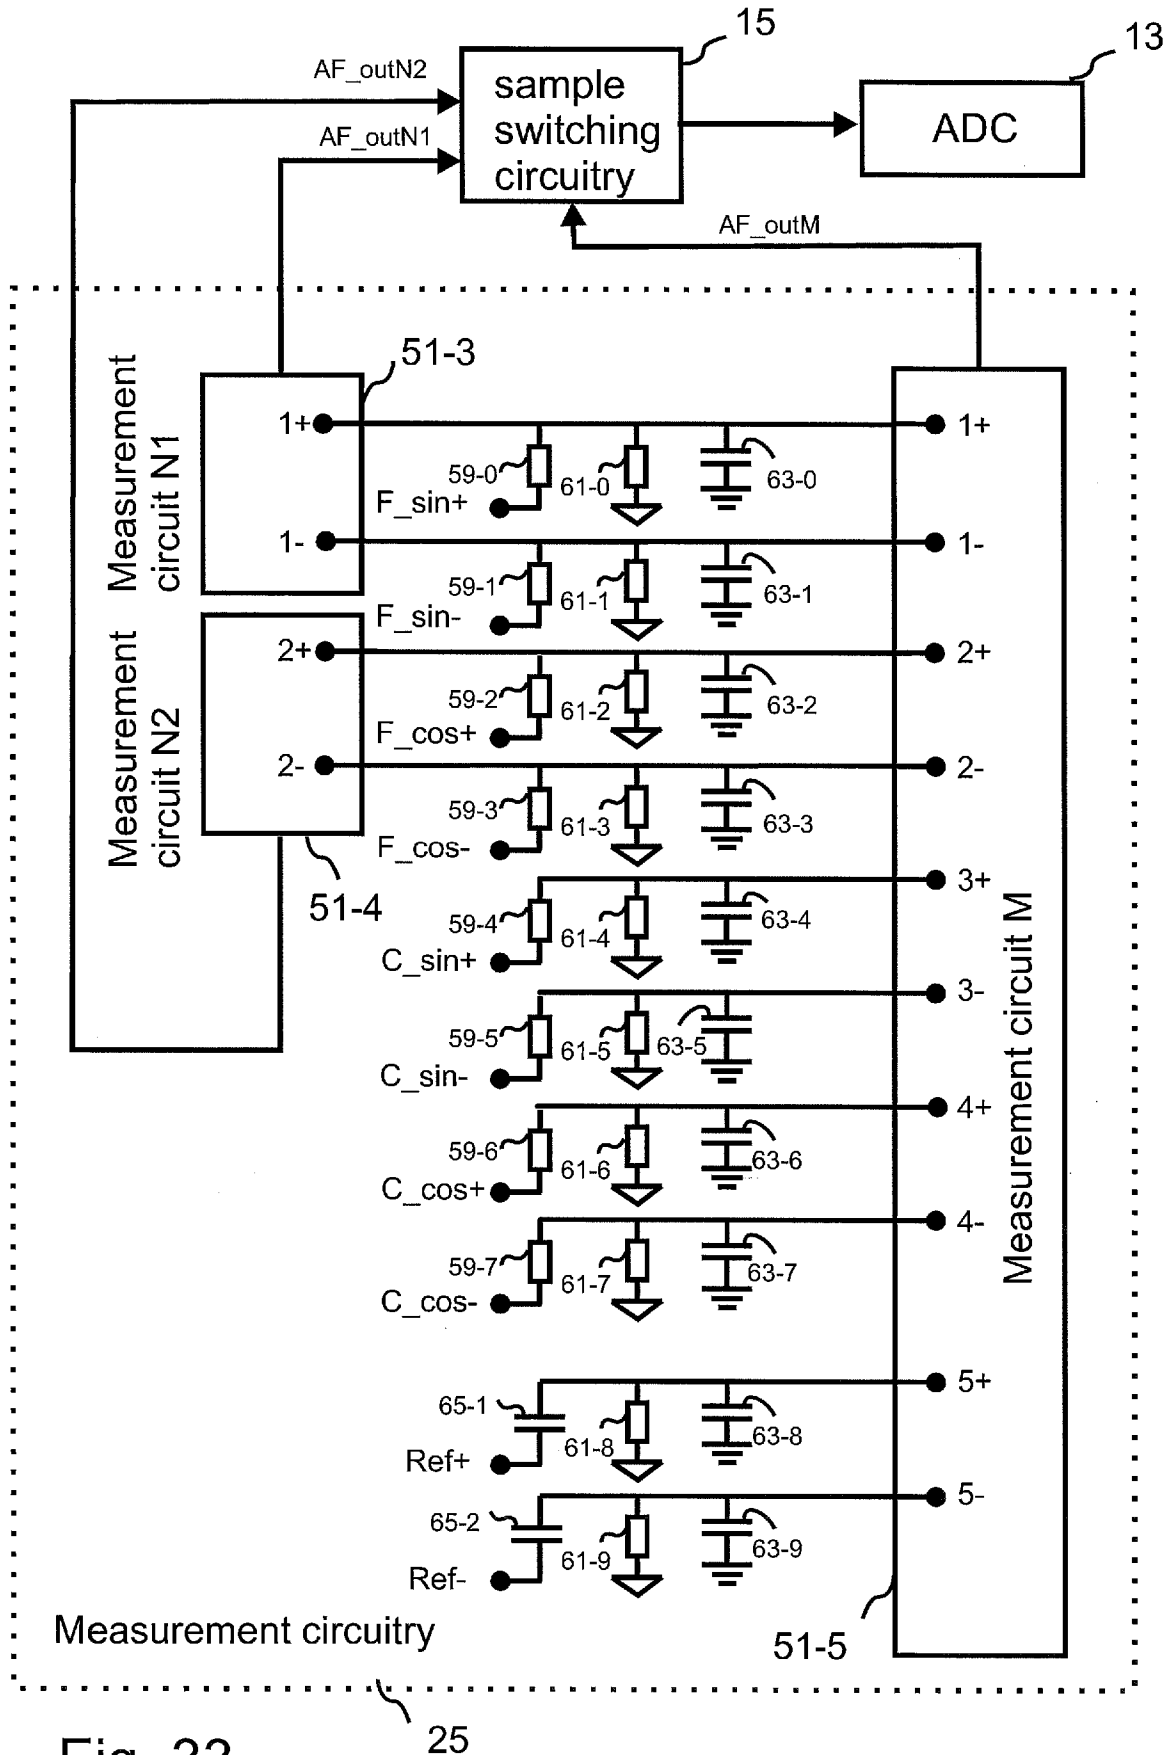 15
13
AF_outN2
AF_outN1
sample
switching
circuitry
ADC
AF_outM
51-3
Measurement
circuit N1
1+
59-0
61-0
63-0
1+
F_sin+
1-
59-1
61-1
63-1
1-
F_sin-
Measurement
circuit N2
2+
59-2
61-2
63-2
2+
F_cos+
2-
59-3
61-3
63-3
2-
F_cos-
51-4
59-4
61-4
63-4
3+
C_sin+
59-5
61-5
63-5
3-
C_sin-
59-6
61-6
63-6
4+
C_cos+
59-7
61-7
63-7
4-
C_cos-
Measurement circuit M
65-1
61-8
63-8
5+
Ref+
65-2
61-9
63-9
5-
Ref-
Measurement circuitry
51-5
25